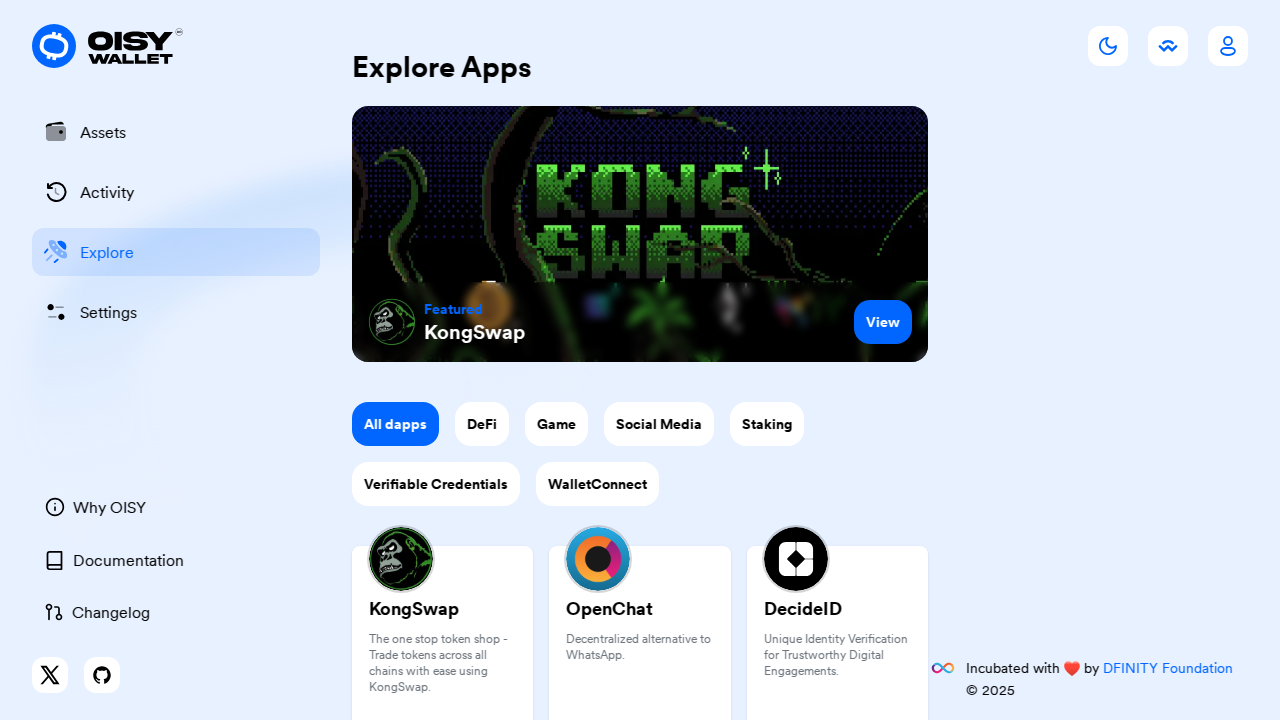 OISY
WALLET
Explore Apps
Assets
Activity
Explore
Settings
KONG
SWAP
Featured
KongSwap
View
All dapps
DeFi
Game
Social Media
Staking
Verifiable Credentials
WalletConnect
Why OISY
Documentation
Changelog
KongSwap
The one stop token shop -
Trade tokens across all
chains with ease using
KongSwap.
OpenChat
Decentralized alternative to
WhatsApp.
DecideID
Unique Identity Verification
for Trustworthy Digital
Engagements.
Incubated with ❤️ by DFINITY Foundation
© 2025